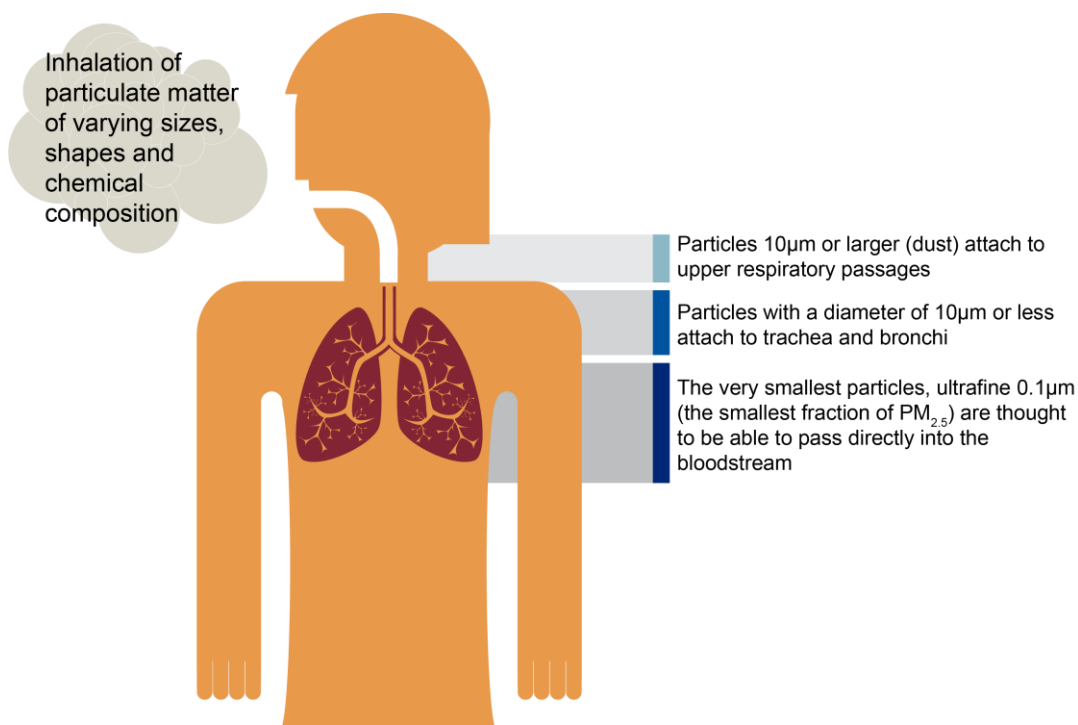 Inhalation of
particulate matter
of varying sizes,
shapes and
chemical
composition
Particles 10µm or larger (dust) attach to
upper respiratory passages
Particles with a diameter of 10µm or less
attach to trachea and bronchi
The very smallest particles, ultrafine 0.1µm
(the smallest fraction of PM2.5) are thought
to be able to pass directly into the
bloodstream